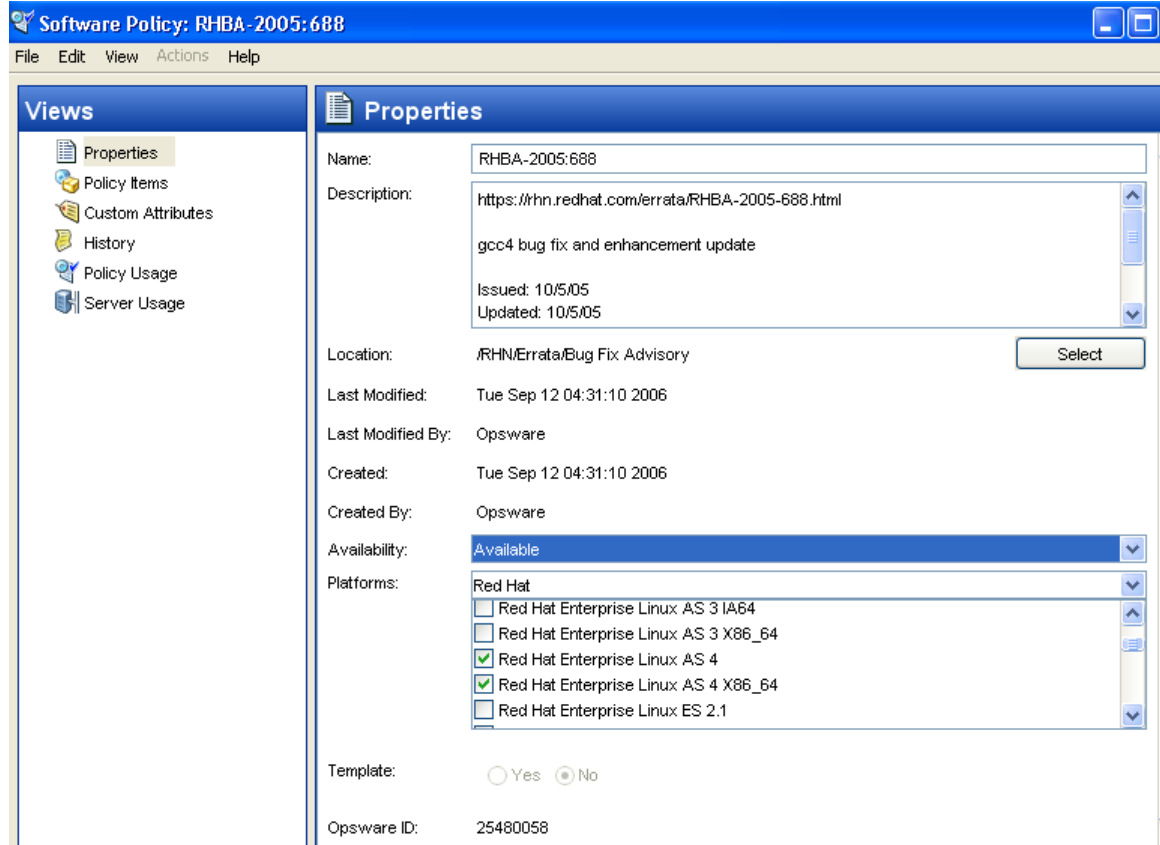 Software Policy: RHBA-2005:688
File Edit View Actions Help
Views
Properties
Policy Items
Custom Attributes
History
Policy Usage
Server Usage
Properties
Name: RHBA-2005:688
Description: https://rhn.redhat.com/errata/RHBA-2005-688.html
gcc4 bug fix and enhancement update
Issued: 10/5/05
Updated: 10/5/05
Location: /RHN/Errata/Bug Fix Advisory Select
Last Modified: Tue Sep 12 04:31:10 2006
Last Modified By: Opsware
Created: Tue Sep 12 04:31:10 2006
Created By: Opsware
Availability: Available
Platforms: Red Hat
Red Hat Enterprise Linux AS 3 IA64
Red Hat Enterprise Linux AS 3 X86_64
Red Hat Enterprise Linux AS 4
Red Hat Enterprise Linux AS 4 X86_64
Red Hat Enterprise Linux ES 2.1
Template: Yes No
Opsware ID: 25480058